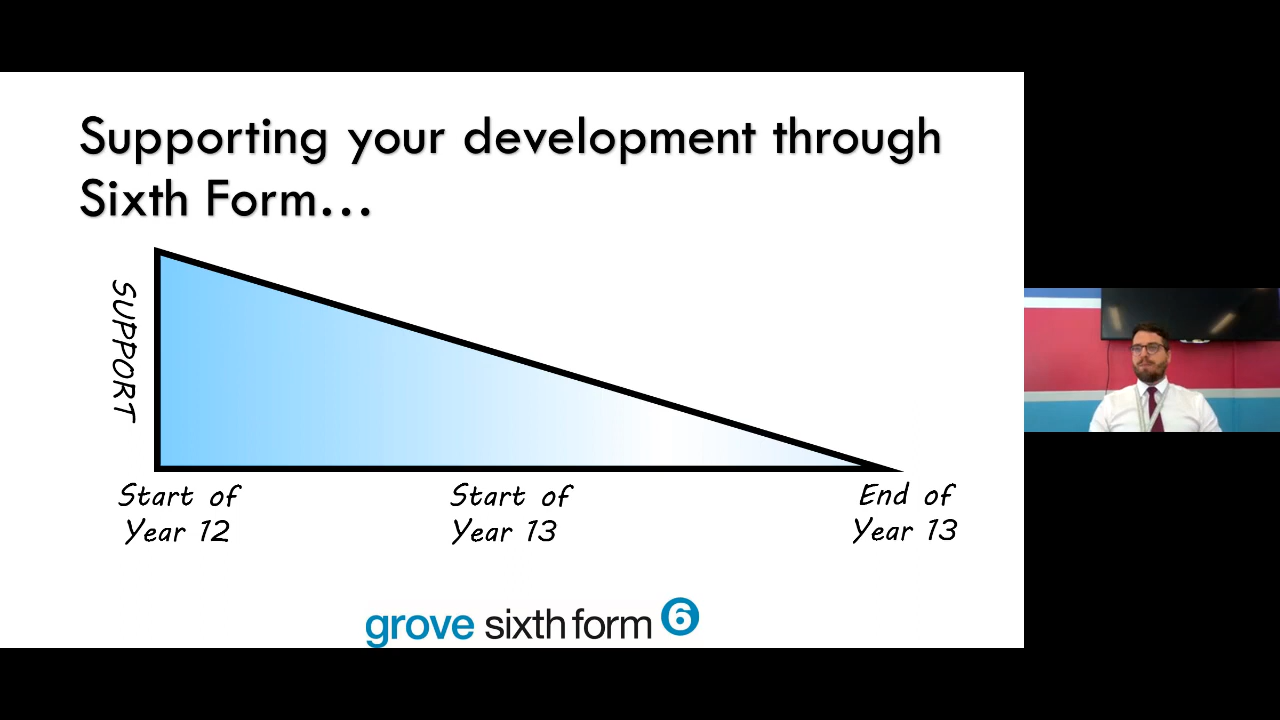 Supporting your development through
Sixth Form...
SUPPORT
Start of
Year 12
Start of
Year 13
End of
Year 13
grove sixth form 6